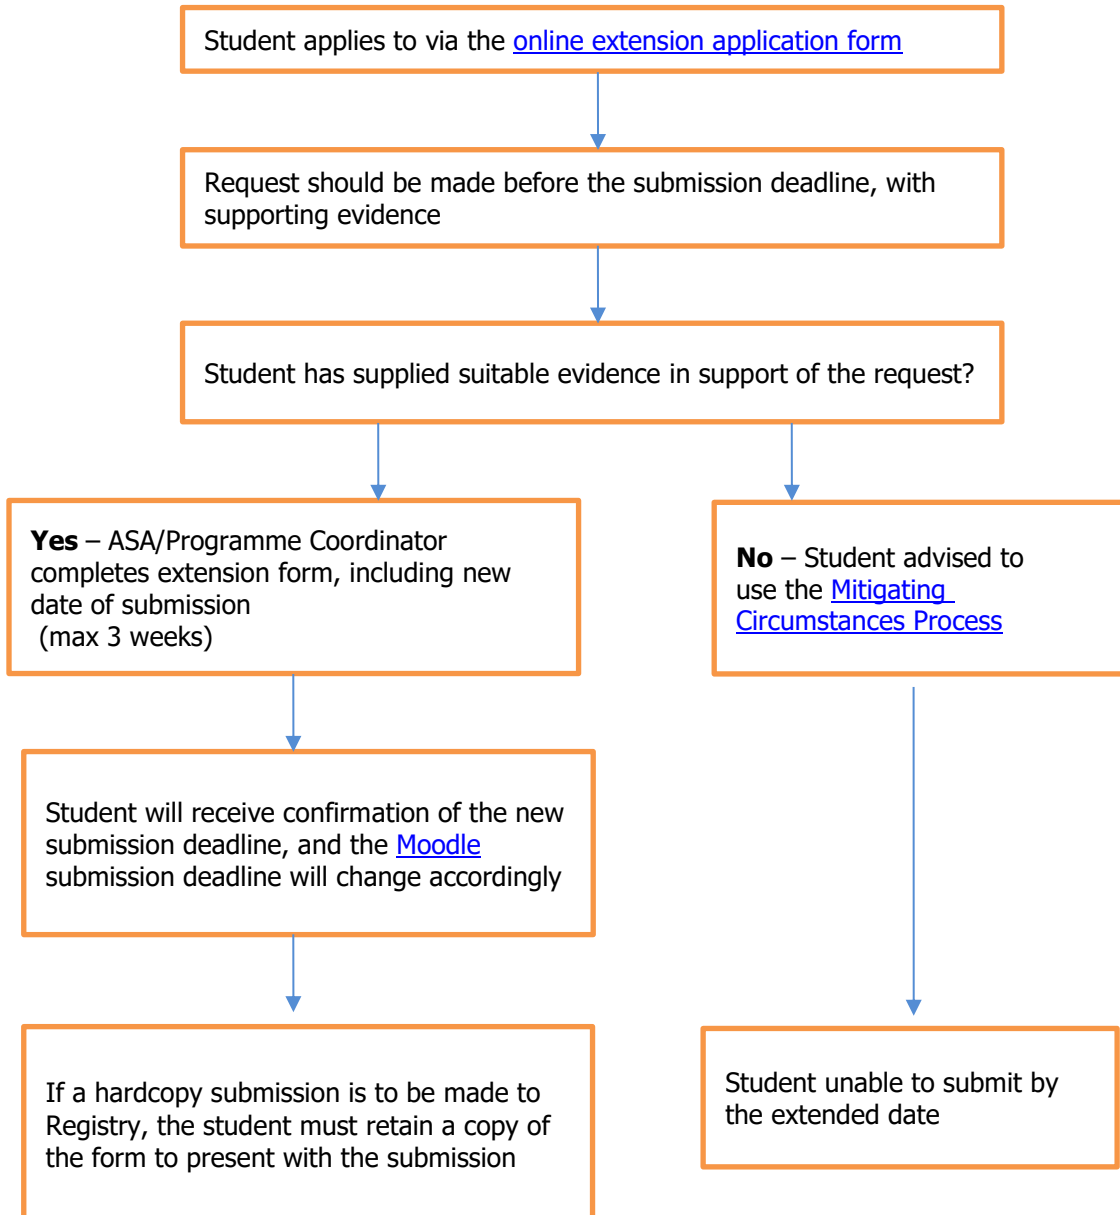 Student applies to via the online extension application form
Request should be made before the submission deadline, with
supporting evidence
Student has supplied suitable evidence in support of the request?
Yes – ASA/Programme Coordinator
completes extension form, including new
date of submission
(max 3 weeks)
No – Student advised to
use the Mitigating
Circumstances Process
Student will receive confirmation of the new
submission deadline, and the Moodle
submission deadline will change accordingly
If a hardcopy submission is to be made to
Registry, the student must retain a copy of
the form to present with the submission
Student unable to submit by
the extended date